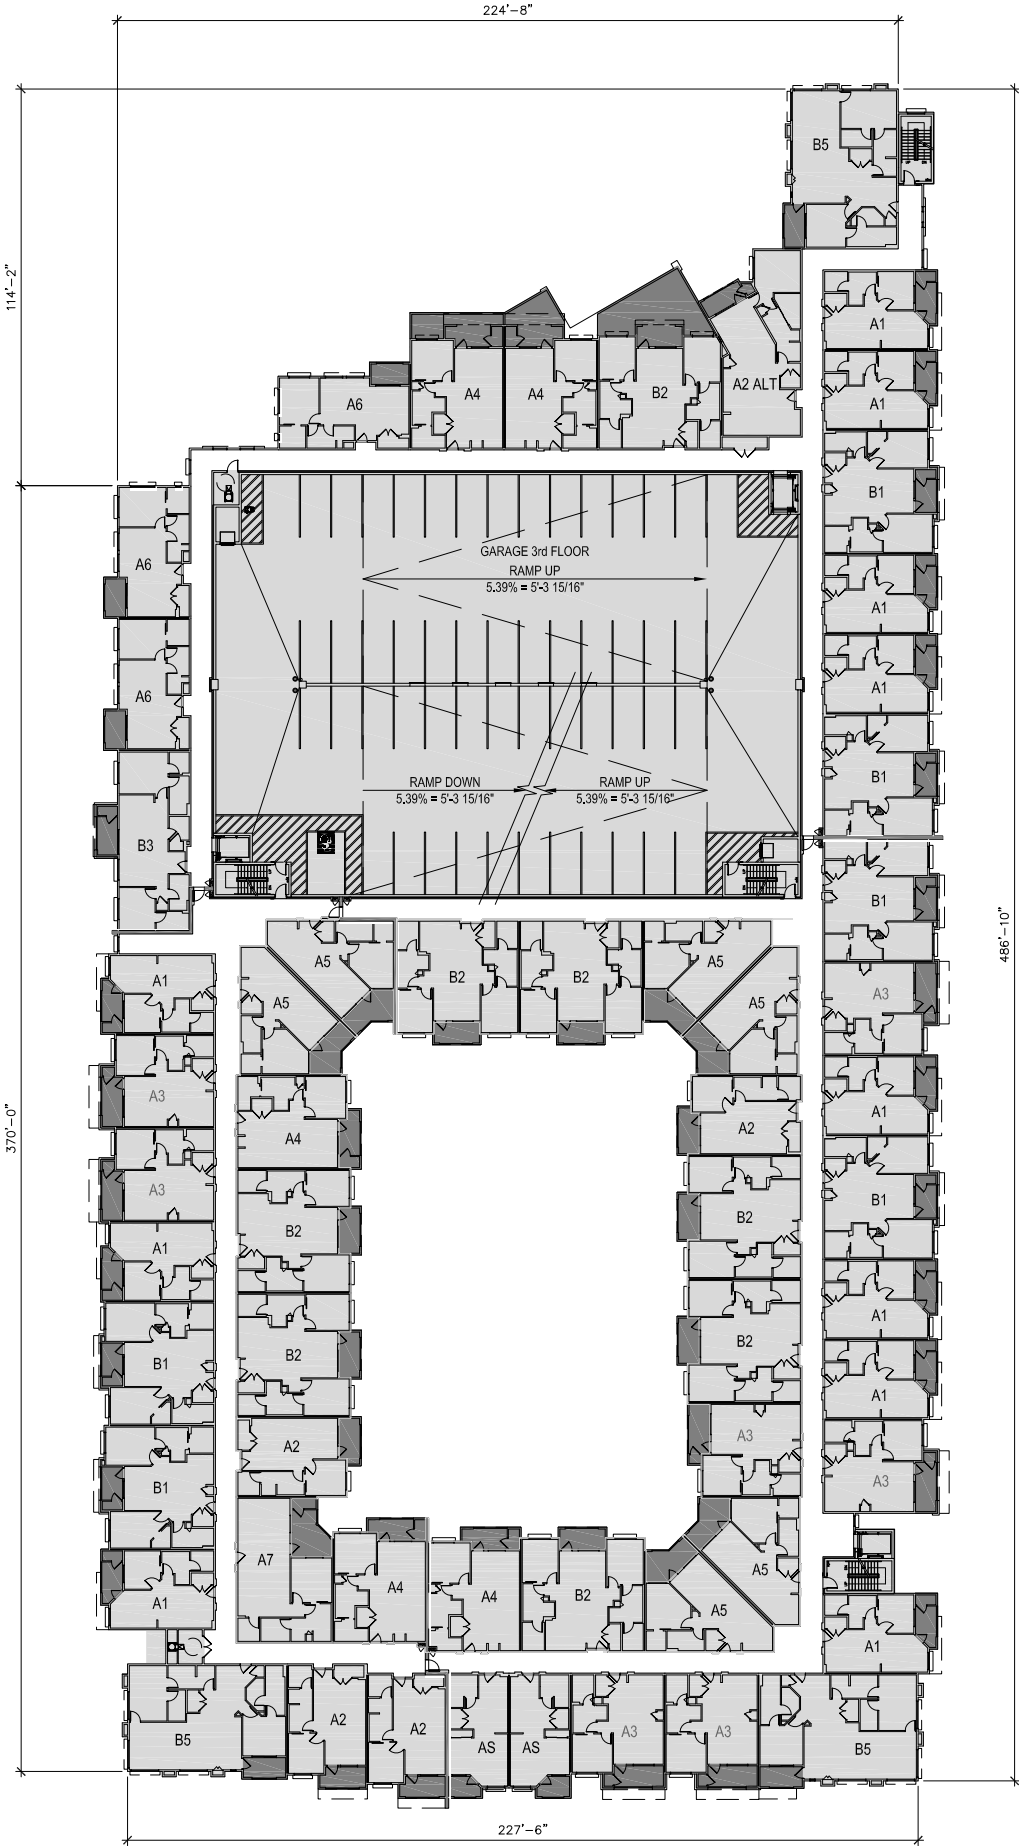 224'-8"
114'-2"
B5
A1
A6
A4
A4
B2
A2 ALT
A1
B1
A6
GARAGE 3rd FLOOR
RAMP UP
5.39% = 5'-3 15/16"
A1
A6
A1
RAMP DOWN
5.39% = 5'-3 15/16"
RAMP UP
5.39% = 5'-3 15/16"
B1
B3
B1
486'-10"
A1
A5
B2
B2
A5
A3
A5
A5
370'-0"
A3
A4
A2
A1
A3
B2
B2
B1
A1
A1
B1
B2
B2
A1
A2
A3
B1
A3
A1
A7
A4
A4
B2
A5
A5
A1
B5
A2
A2
AS
AS
A3
A3
B5
227'-6"